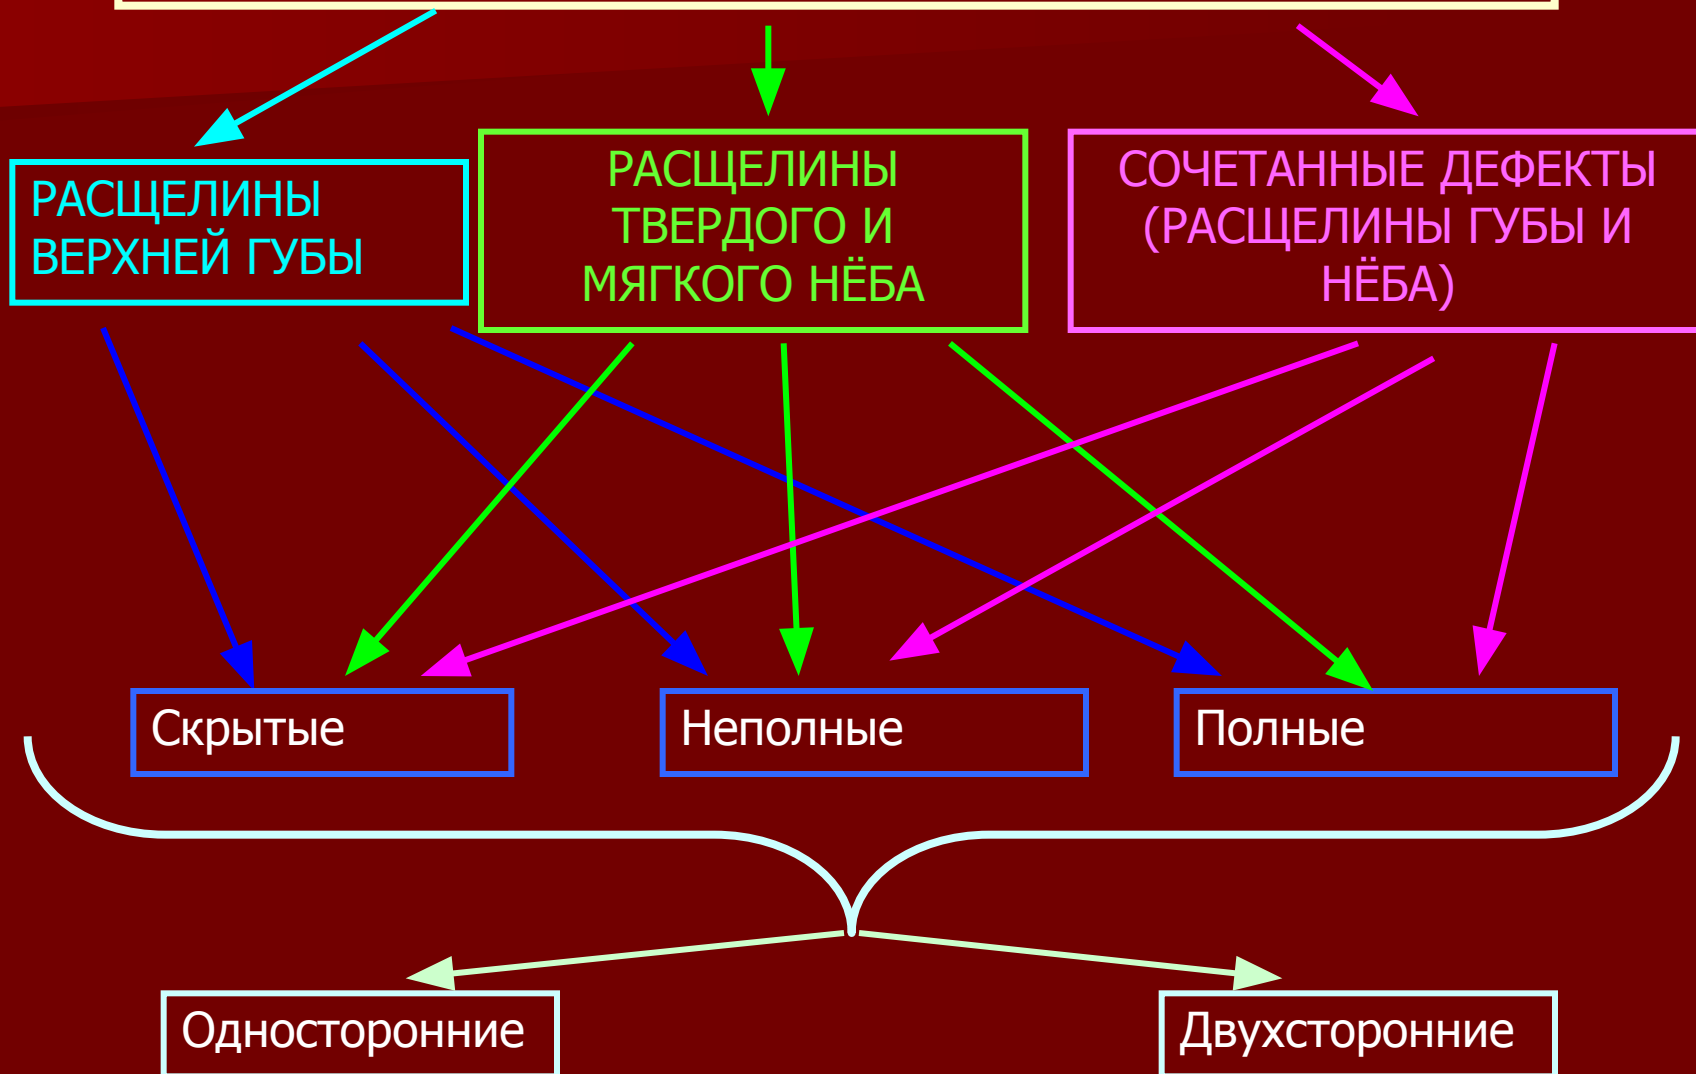 РАСЩЕЛИНЫ
ВЕРХНЕЙ ГУБЫ
РАСЩЕЛИНЫ
ТВЕРДОГО И
МЯГКОГО НЁБА
СОЧЕТАННЫЕ ДЕФЕКТЫ
(РАСЩЕЛИНЫ ГУБЫ И
НЁБА)
Скрытые
Неполные
Полные
Односторонние
Двухсторонние